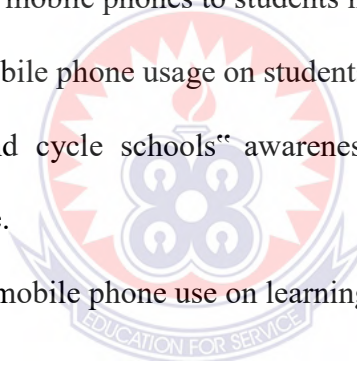 mobile phones to students
bile phone usage on student
d cycle schools‟ awarenes
e.
mobile phone use on learning
EDUCATION FOR SERVICE